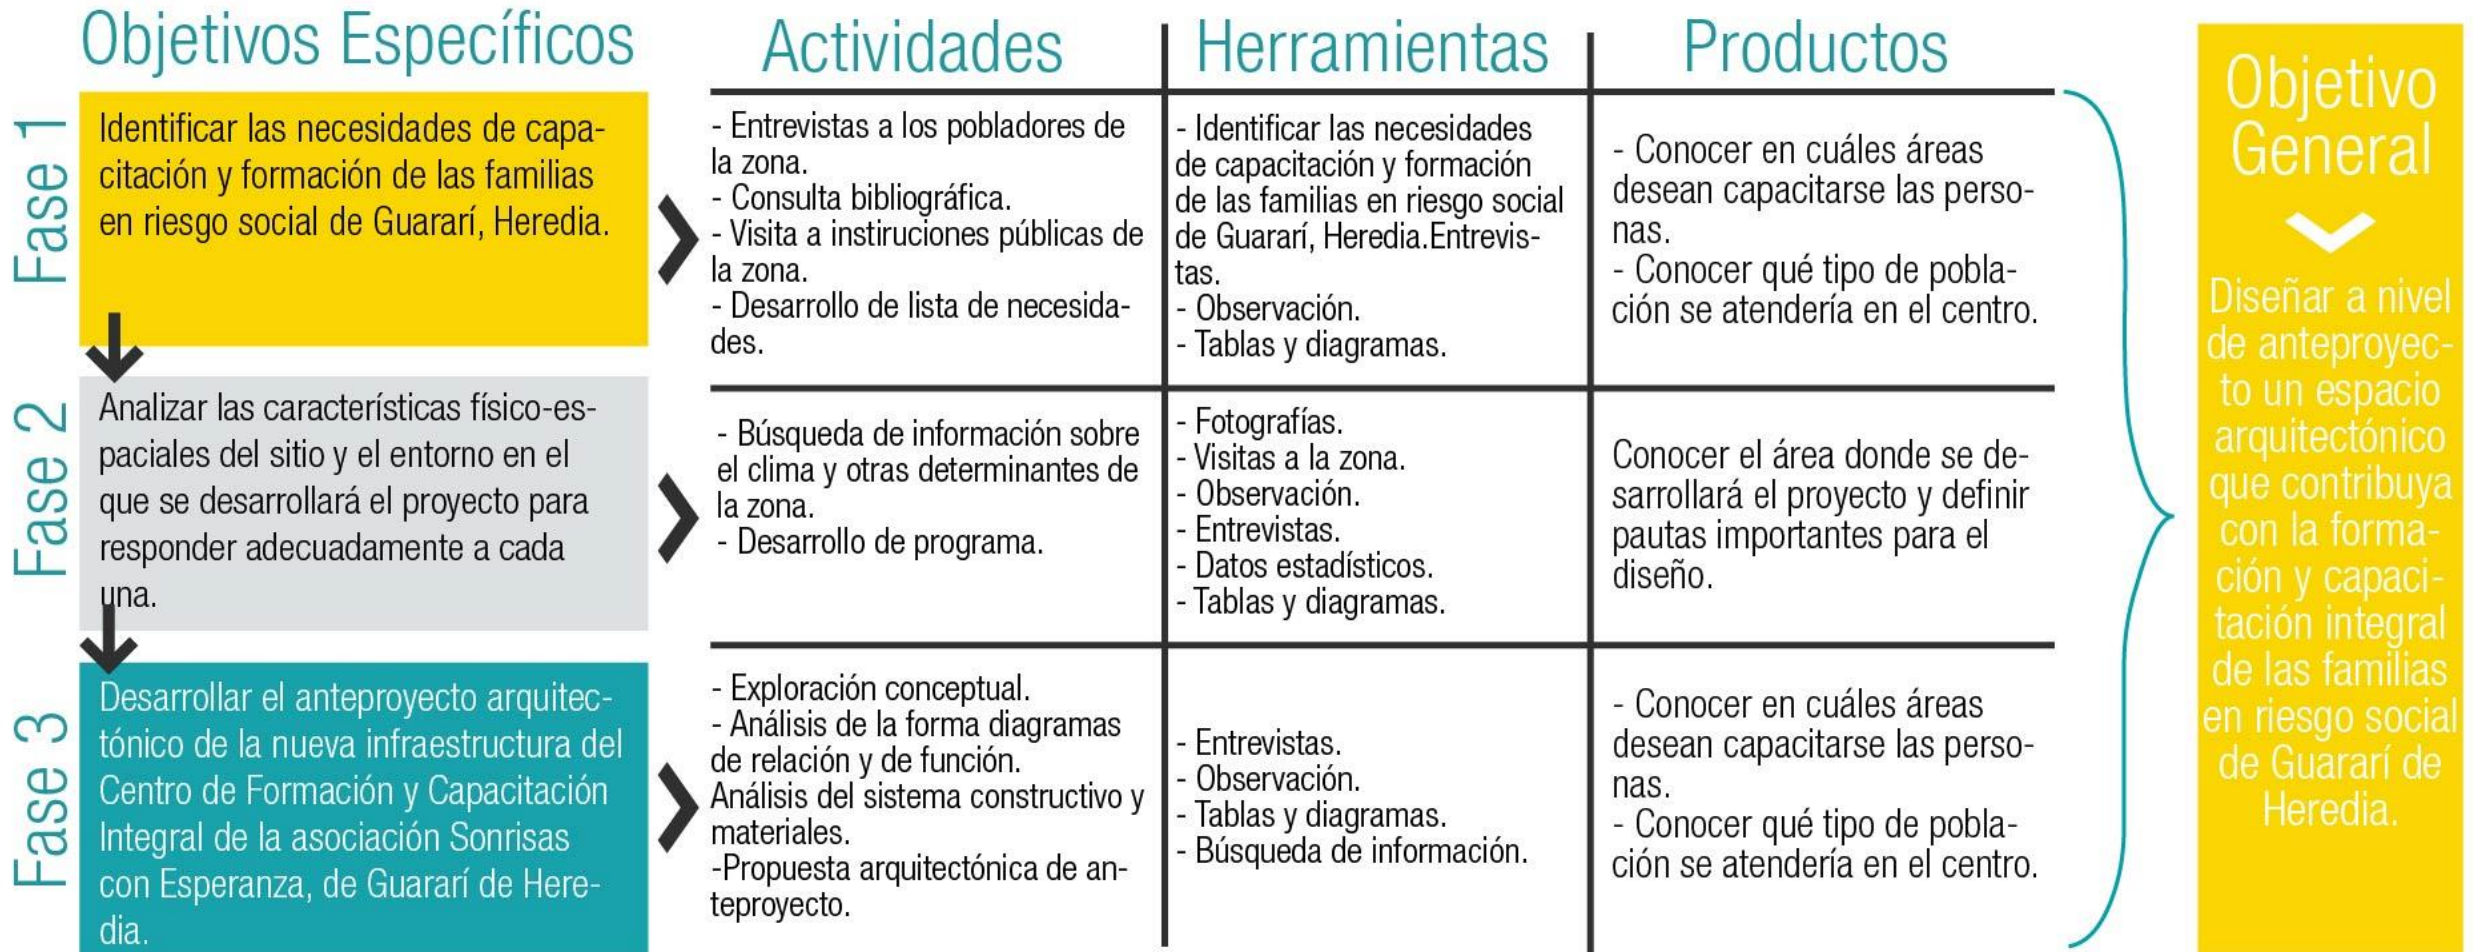 Objetivos Específicos
Actividades
Herramientas
Productos
Fase 1
Identificar las necesidades de capa-
citación y formación de las familias
en riesgo social de Guararí, Heredia.
- Entrevistas a los pobladores de
la zona.
- Consulta bibliográfica.
- Visita a instiruciones públicas de
la zona.
- Desarrollo de lista de necesida-
des.
- Identificar las necesidades
de capacitación y formación
de las familias en riesgo social
de Guararí, Heredia.Entrevis-
tas.
- Observación.
- Tablas y diagramas.
- Conocer en cuáles áreas
desean capacitarse las perso-
nas.
- Conocer qué tipo de pobla-
ción se atendería en el centro.
Fase 2
Analizar las características físico-es-
paciales del sitio y el entorno en el
que se desarrollará el proyecto para
responder adecuadamente a cada
una.
- Búsqueda de información sobre
el clima y otras determinantes de
la zona.
- Desarrollo de programa.
- Fotografías.
- Visitas a la zona.
- Observación.
- Entrevistas.
- Datos estadísticos.
- Tablas y diagramas.
Conocer el área donde se de-
sarrollará el proyecto y definir
pautas importantes para el
diseño.
Fase 3
Desarrollar el anteproyecto arquitec-
tónico de la nueva infraestructura del
Centro de Formación y Capacitación
Integral de la asociación Sonrisas
con Esperanza, de Guararí de Here-
dia.
- Exploración conceptual.
- Análisis de la forma diagramas
de relación y de función.
Análisis del sistema constructivo y
materiales.
-Propuesta arquitectónica de an-
teproyecto.
- Entrevistas.
- Observación.
- Tablas y diagramas.
- Búsqueda de información.
- Conocer en cuáles áreas
desean capacitarse las perso-
nas.
- Conocer qué tipo de pobla-
ción se atendería en el centro.
Objetivo
General
Diseñar a nivel
de anteproyec-
to un espacio
arquitectónico
que contribuya
con la forma-
ción y capaci-
tación integral
de las familias
en riesgo social
de Guararí de
Heredia.